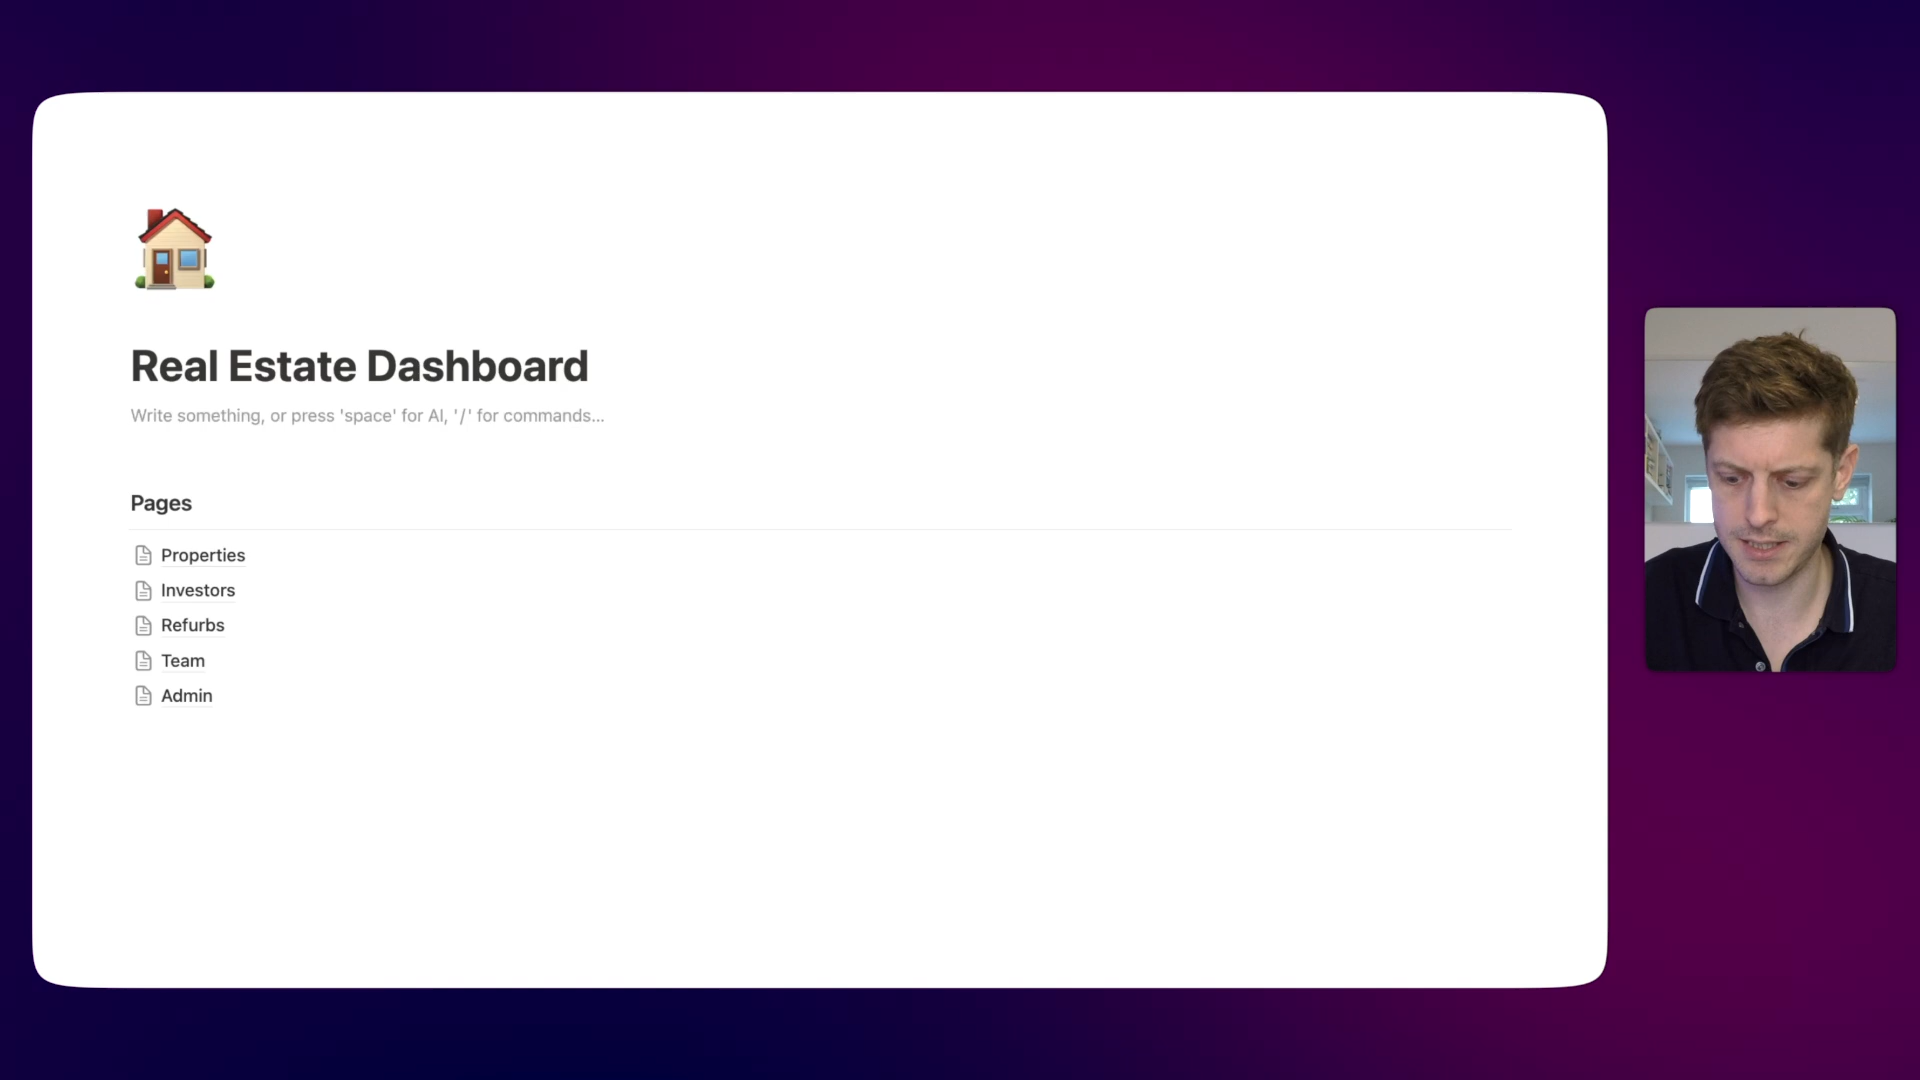 Real Estate Dashboard
Write something, or press 'space' for AI, '/' for commands...
Pages
Properties
Investors
Refurbs
Team
Admin